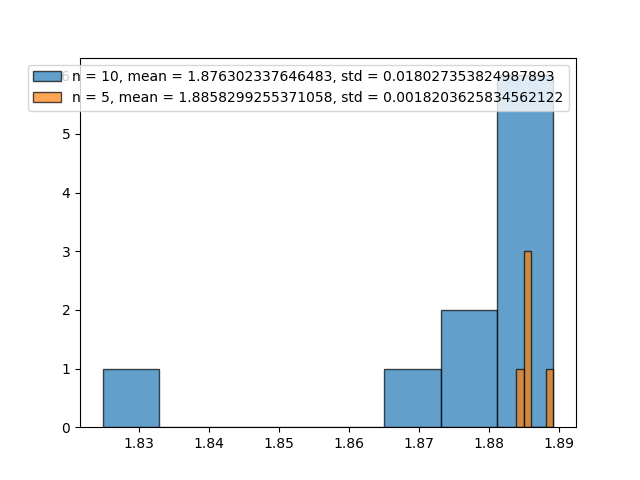 n = 10, mean = 1.876302337646483, std = 0.018027353824987893
n = 5, mean = 1.8858299255371058, std = 0.0018203625834562122
6
5
4
3
2
1
0
1.83 1.84 1.85 1.86 1.87 1.88 1.89